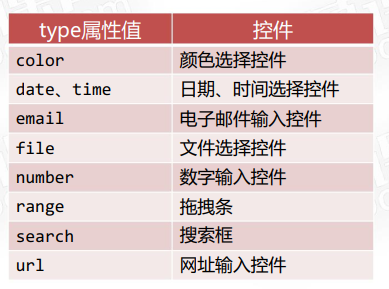 type属性值 控件
color 颜色选择控件
date、time 日期、时间选择控件
email 电子邮件输入控件
file 文件选择控件
number 数字输入控件
range 拖拽条
search 搜索框
url 网址输入控件